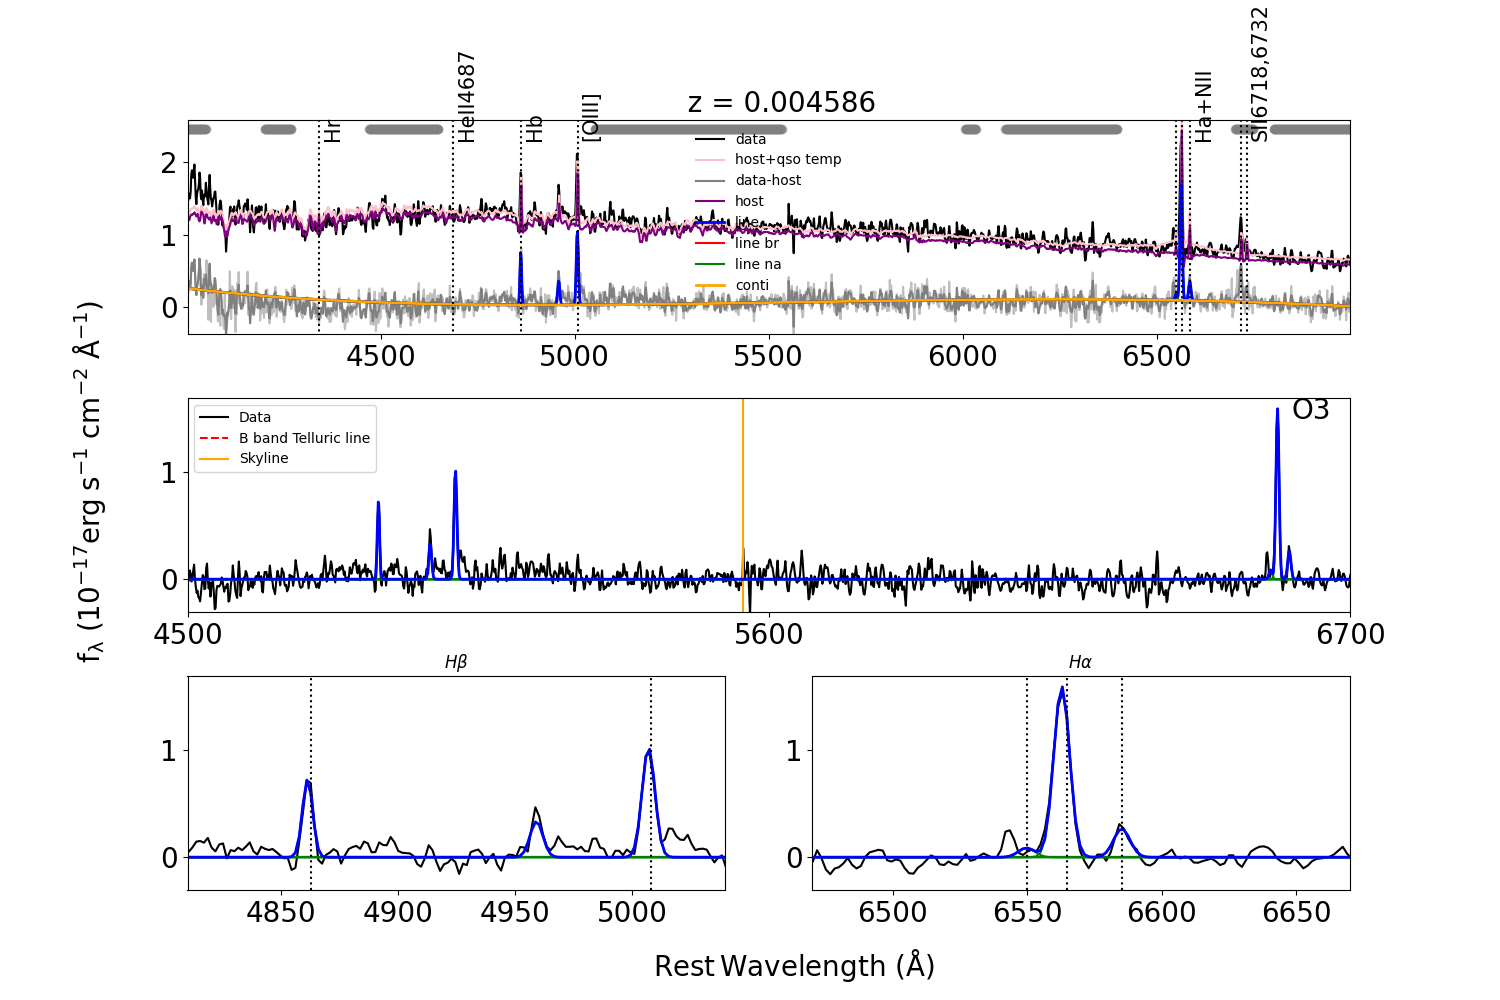 z = 0.004586
Hr
HeII4687
Hb
[OIII]
Ha+NII
SII6718,6732
data
host+qso temp
data-host
host
line
line br
line na
conti
2
1
0
4500 5000 5500 6000 6500
Data
B band Telluric line
Skyline
O3
1
0
4500 5600 6700
fλ (10⁻¹⁷erg s⁻¹ cm⁻² Å⁻¹)
Hβ
1
0
4850 4900 4950 5000
Hα
1
0
6500 6550 6600 6650
Rest Wavelength (Å)